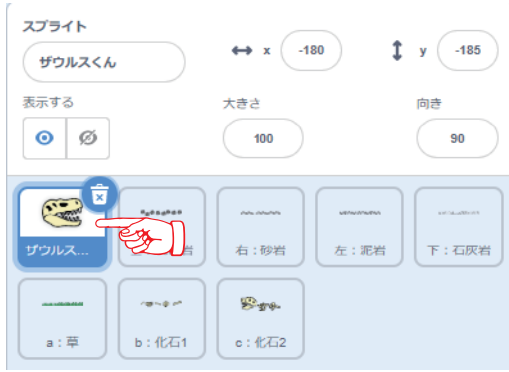 スプライト
ザウルスくん
x -180
y -185
表示する
大きさ
向き
100
90
ザウルス...
岩
右：砂岩
左：泥岩
下：石灰岩
a：草
b：化石1
c：化石2